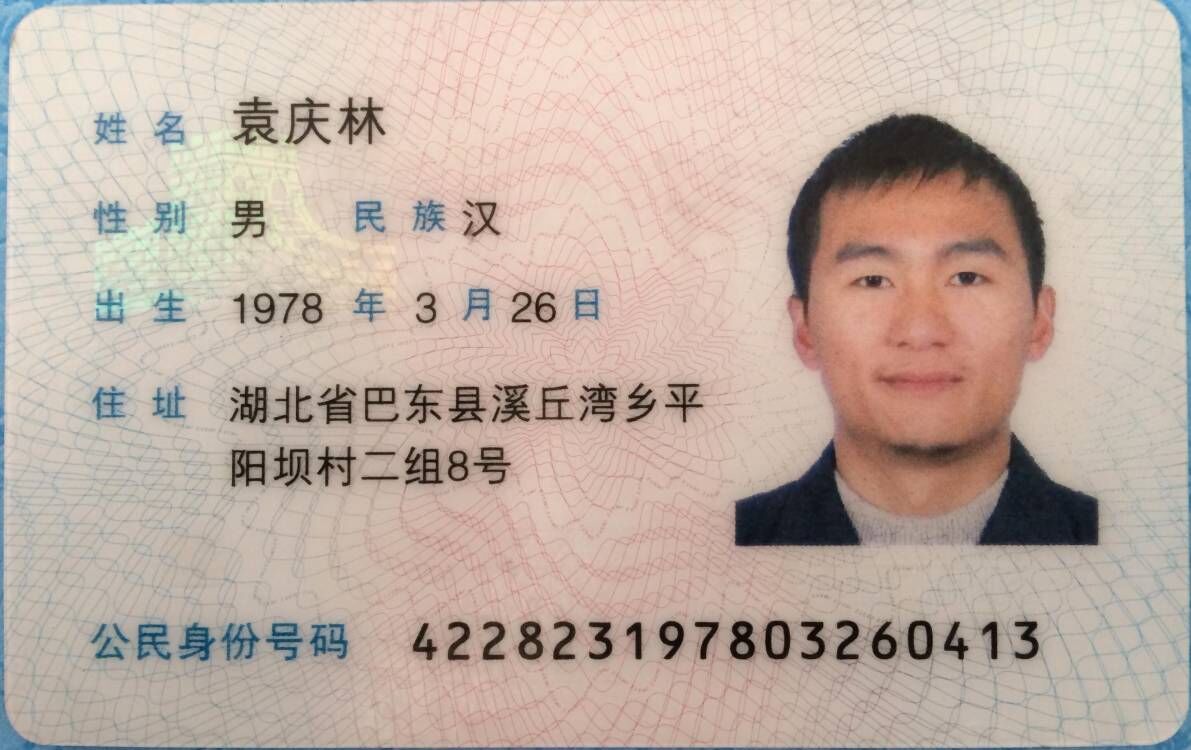 姓名 袁庆林
性别 男 民族 汉
出生 1978 年 3 月 26 日
住址 湖北省巴东县溪丘湾乡平
阳坝村二组8号
公民身份号码 422823197803260413